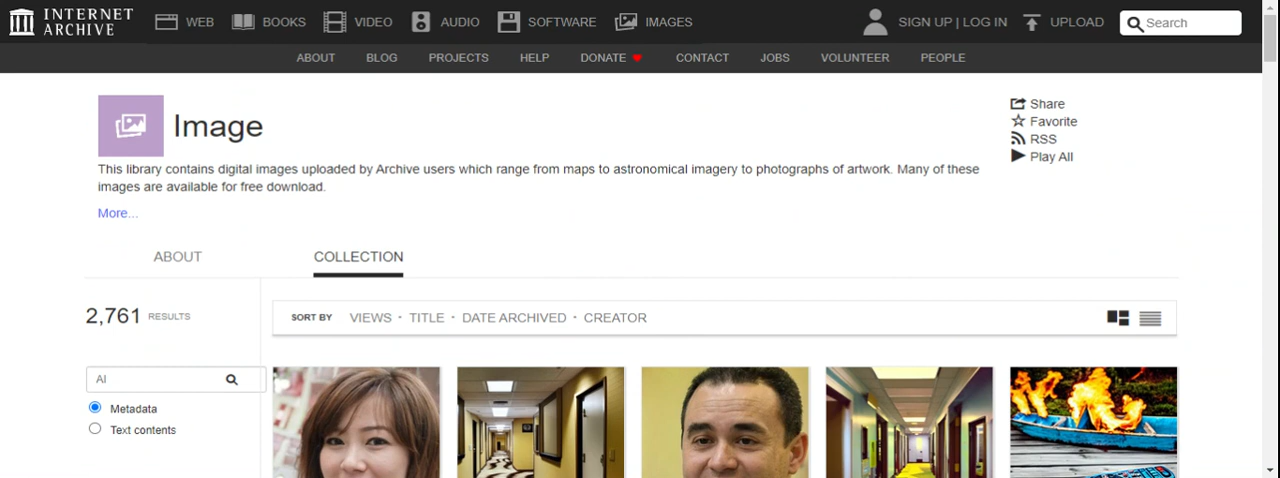 INTERNET ARCHIVE
WEB BOOKS VIDEO AUDIO SOFTWARE IMAGES SIGN UP | LOG IN UPLOAD Search
ABOUT BLOG PROJECTS HELP DONATE CONTACT JOBS VOLUNTEER PEOPLE
Image
This library contains digital images uploaded by Archive users which range from maps to astronomical imagery to photographs of artwork. Many of these
images are available for free download.
More...
Share
Favorite
RSS
Play All
ABOUT COLLECTION
2,761 RESULTS
SORT BY VIEWS · TITLE · DATE ARCHIVED · CREATOR
AI
Metadata
Text contents